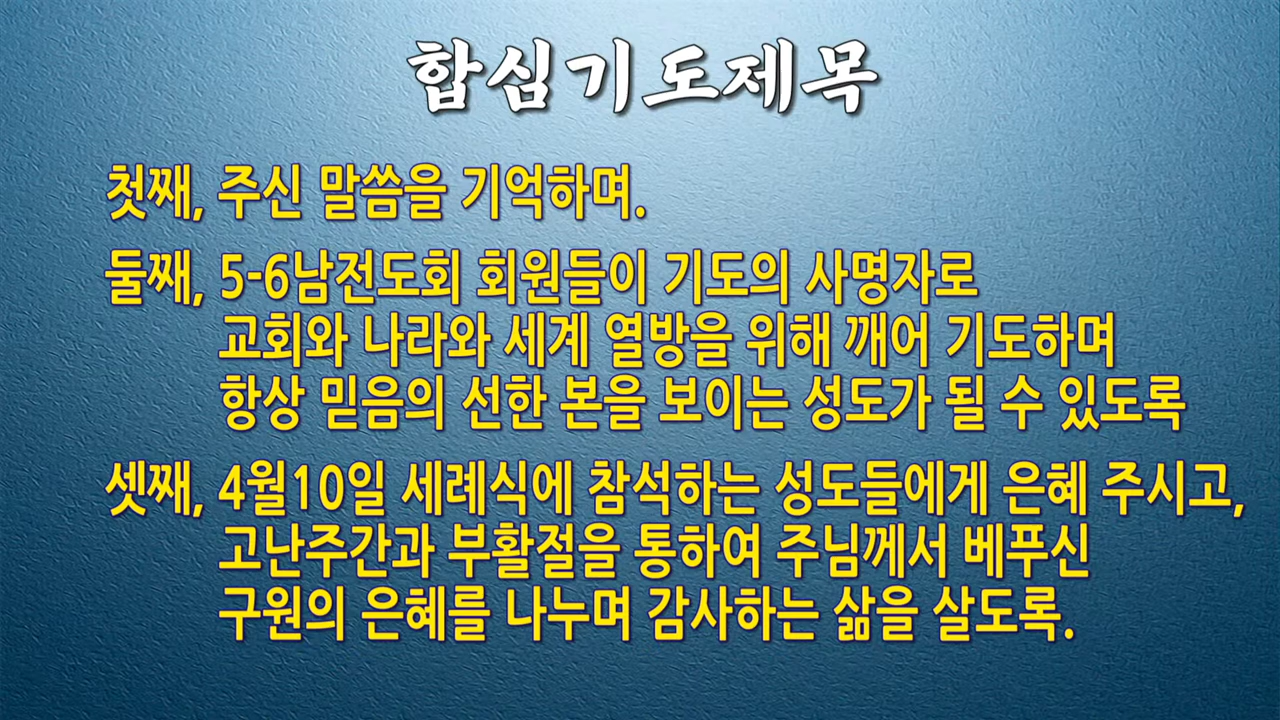 합심기도제목
첫째, 주신 말씀을 기억하며.
둘째, 5-6남전도회 회원들이 기도의 사명자로
교회와 나라와 세계 열방을 위해 깨어 기도하며
항상 믿음의 선한 본을 보이는 성도가 될 수 있도록
셋째, 4월10일 세례식에 참석하는 성도들에게 은혜 주시고,
고난주간과 부활절을 통하여 주님께서 베푸신
구원의 은혜를 나누며 감사하는 삶을 살도록.